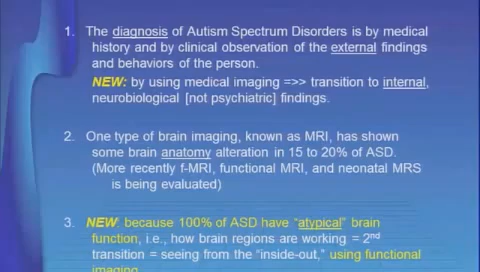 1. The diagnosis of Autism Spectrum Disorders is by medical
history and by clinical observation of the external findings
and behaviors of the person.
NEW: by using medical imaging =>> transition to internal,
neurobiological [not psychiatric] findings.
2. One type of brain imaging, known as MRI, has shown
some brain anatomy alteration in 15 to 20% of ASD.
(More recently f-MRI, functional MRI, and neonatal MRS
is being evaluated)
3. NEW: because 100% of ASD have "atypical" brain
function, i.e., how brain regions are working = 2nd
transition = seeing from the "inside-out," using functional
imaging